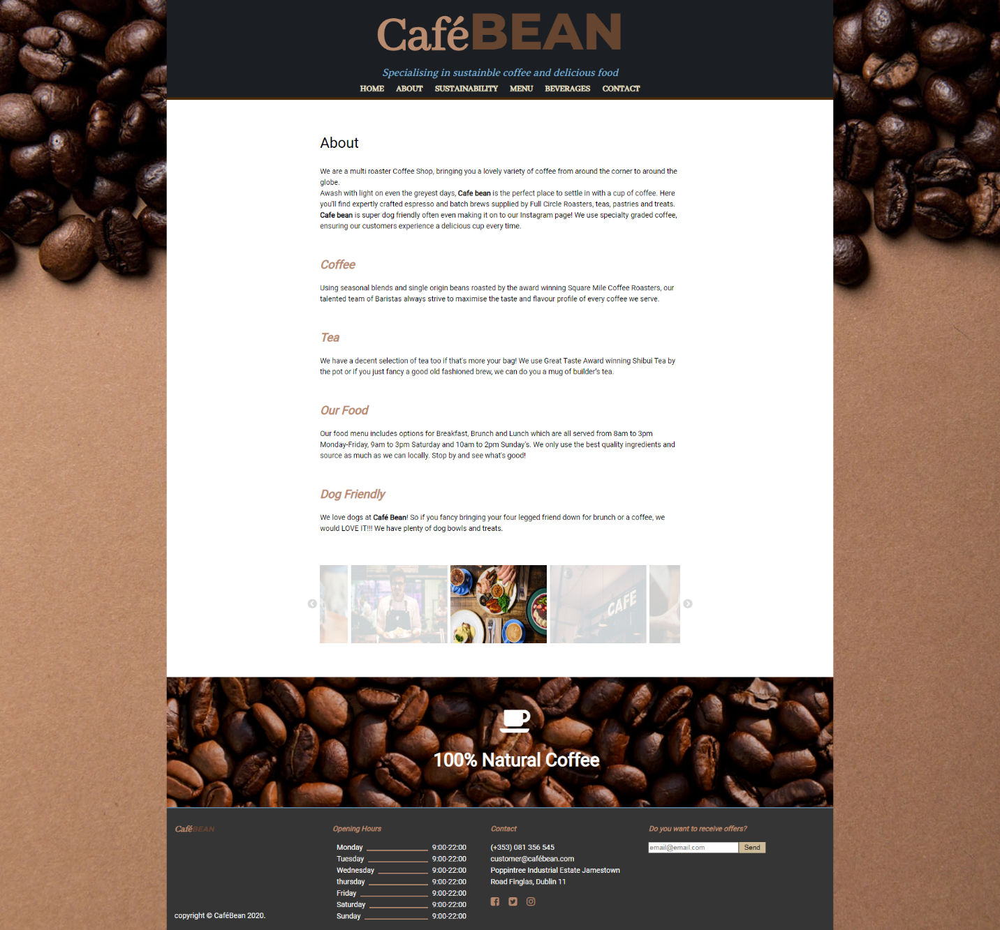 CaféBEAN
Specialising in sustainble coffee and delicious food
HOME ABOUT SUSTAINABILITY MENU BEVERAGES CONTACT
About
We are a multi roaster Coffee Shop, bringing you a lovely variety of coffee from around the corner to around the
globe.
Awash with light on even the greyest days, Cafe bean is the perfect place to settle in with a cup of coffee. Here
you'll find expertly crafted espresso and batch brews supplied by Full Circle Roasters, teas, pastries and treats.
Cafe bean is super dog friendly often even making it on to our Instagram page! We use specialty graded coffee,
ensuring our customers experience a delicious cup every time.
Coffee
Using seasonal blends and single origin beans roasted by the award winning Square Mile Coffee Roasters, our
talented team of Baristas always strive to maximise the taste and flavour profile of every coffee we serve.
Tea
We have a decent selection of tea too if that's more your bag! We use Great Taste Award winning Shibui Tea by
the pot or if you just fancy a good old fashioned brew, we can do you a mug of builder's tea.
Our Food
Our food menu includes options for Breakfast, Brunch and Lunch which are all served from 8am to 3pm
Monday-Friday, 9am to 3pm Saturday and 10am to 2pm Sunday's. We only use the best quality ingredients and
source as much as we can locally. Stop by and see what's good!
Dog Friendly
We love dogs at Café Bean! So if you fancy bringing your four legged friend down for brunch or a coffee, we
would LOVE IT!!! We have plenty of dog bowls and treats.
CAFE
100% Natural Coffee
CaféBEAN
copyright © CaféBean 2020.
Opening Hours
Monday 9:00-22:00
Tuesday 9:00-22:00
Wednesday 9:00-22:00
thursday 9:00-22:00
Friday 9:00-22:00
Saturday 9:00-22:00
Sunday 9:00-22:00
Contact
(+353) 081 356 545
customer@cafébean.com
Poppintree Industrial Estate Jamestown
Road Finglas, Dublin 11
Do you want to receive offers?
email@email.com Send